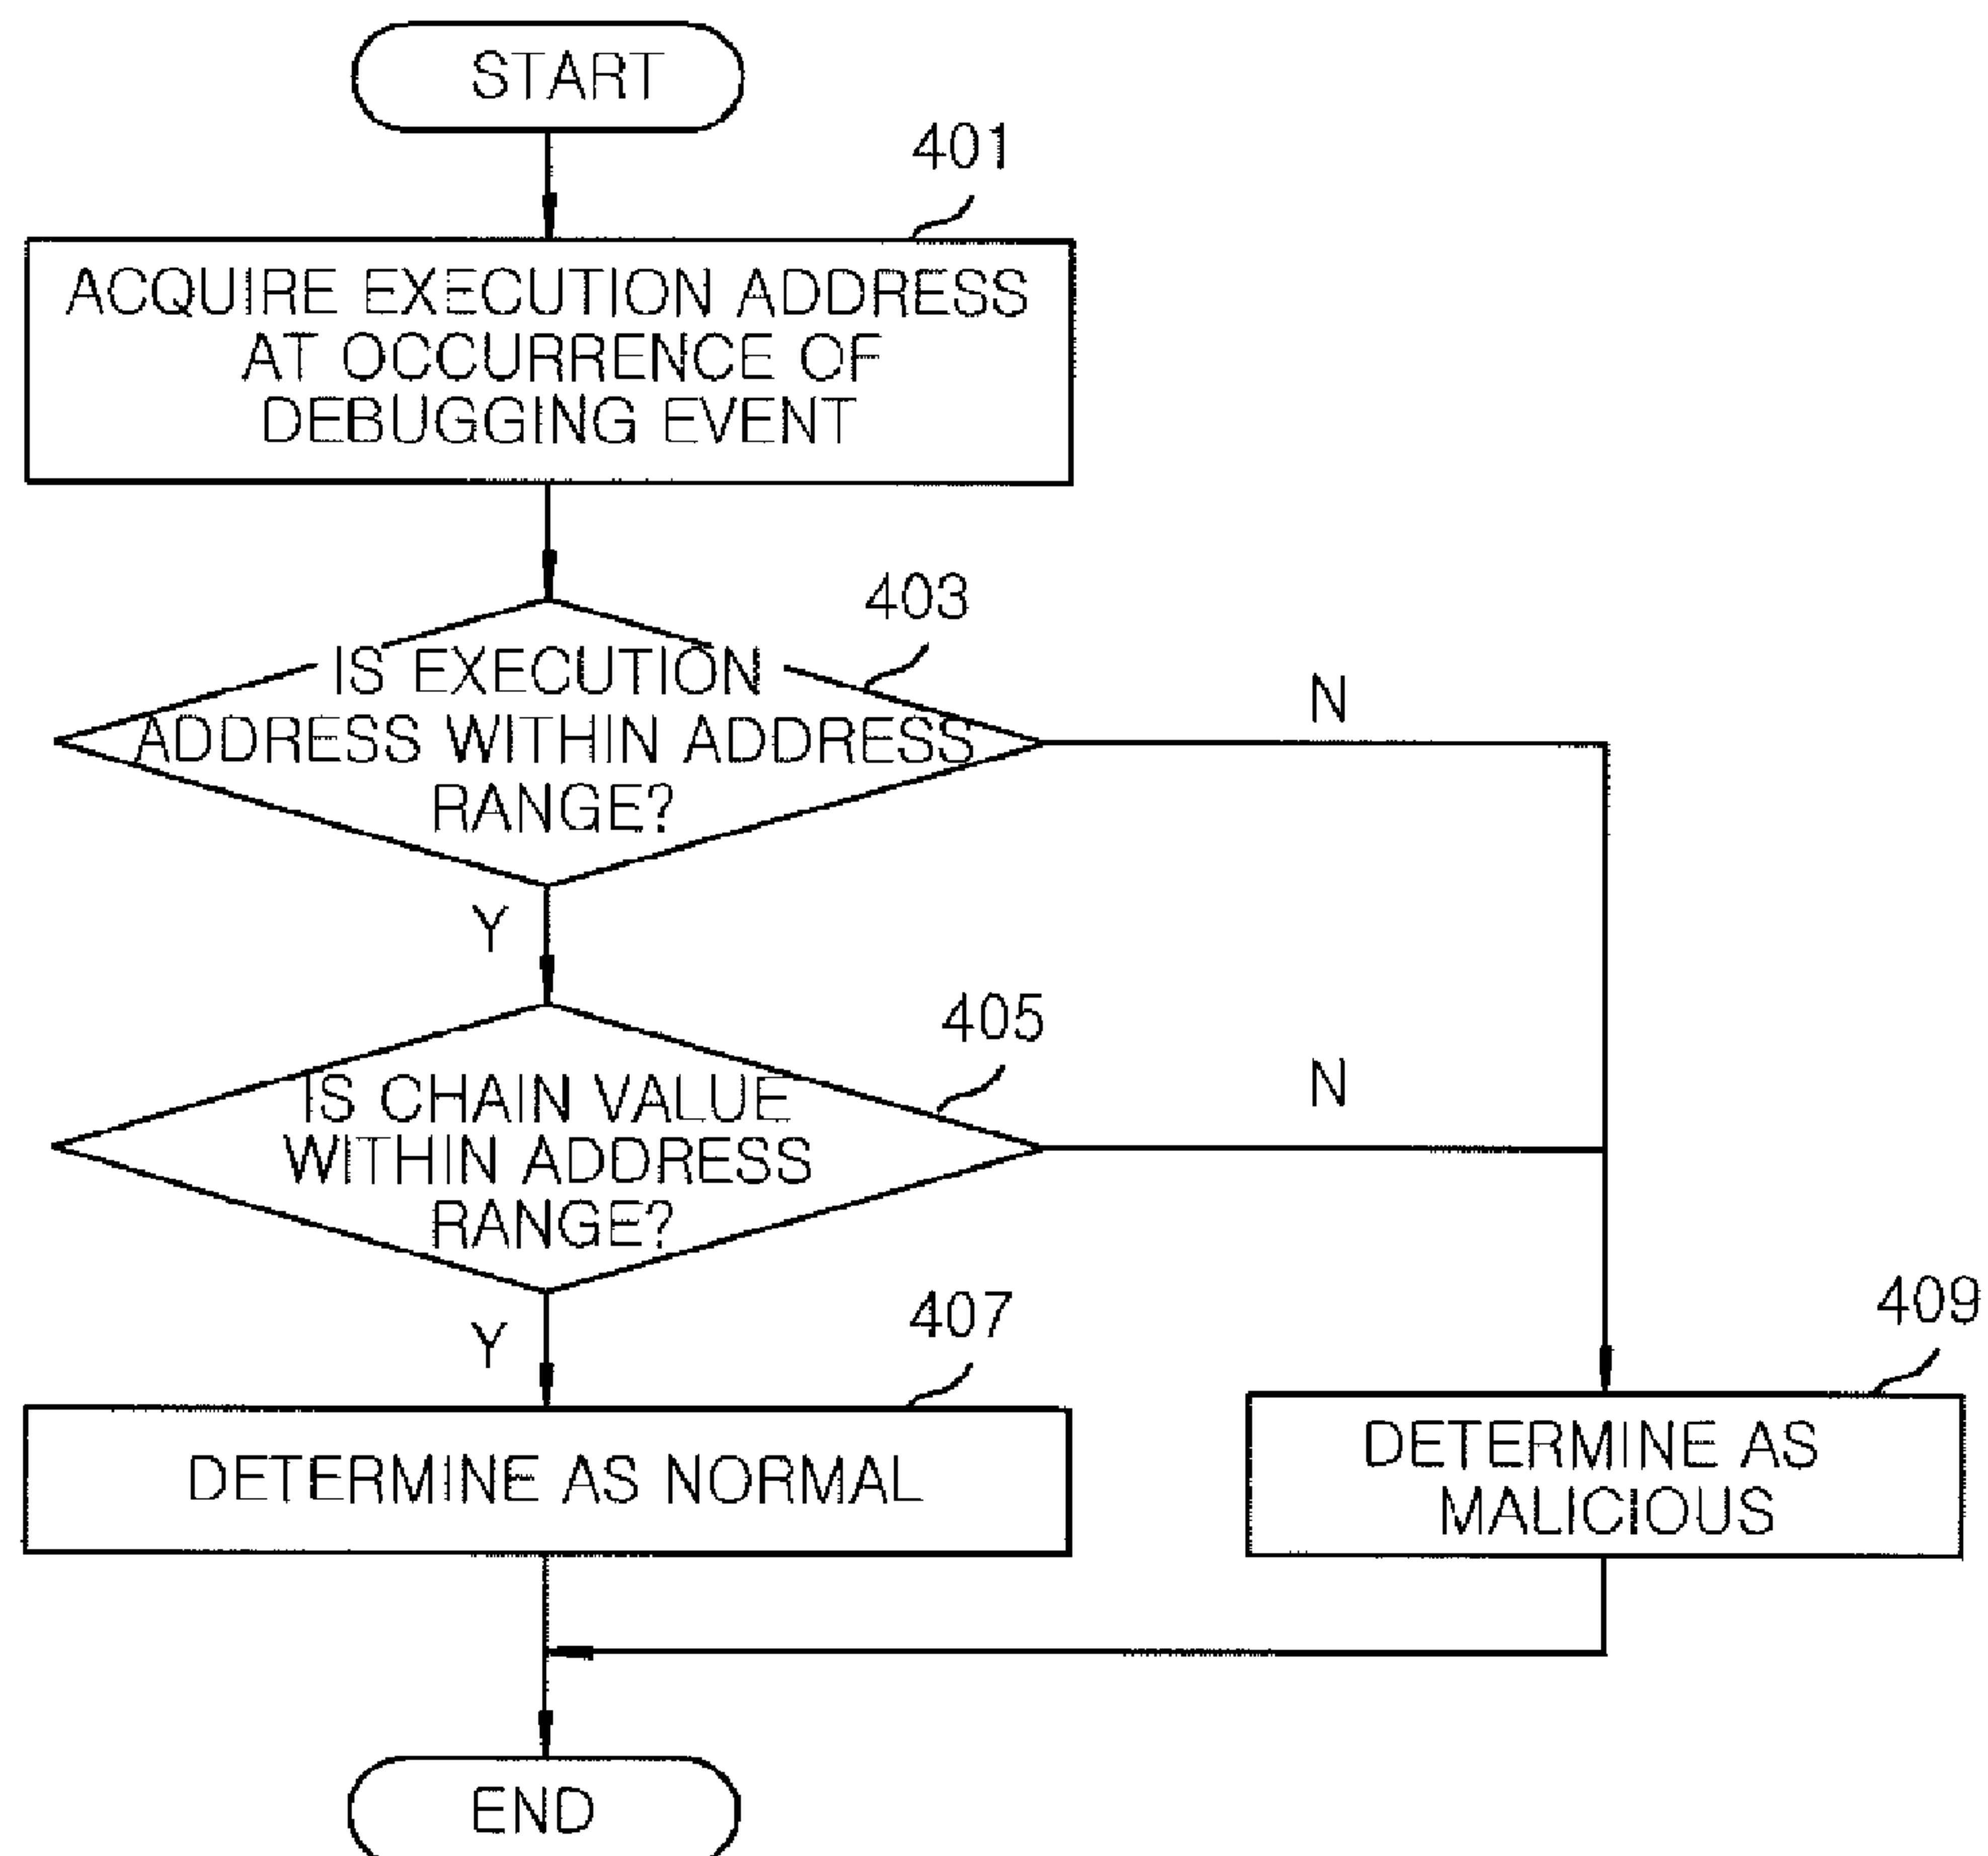 START
401
ACQUIRE EXECUTION ADDRESS
AT OCCURRENCE OF
DEBUGGING EVENT
403
IS EXECUTION
ADDRESS WITHIN ADDRESS
RANGE?
N
Y
405
IS CHAIN VALUE
WITHIN ADDRESS
RANGE?
N
Y
407
DETERMINE AS NORMAL
409
DETERMINE AS
MALICIOUS
END